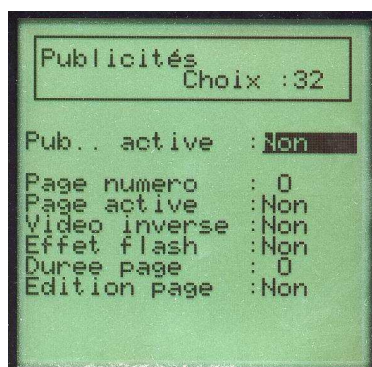 Publicités
Choix :32
Pub.. active :Non
Page numero : 0
Page active :Non
Video inverse :Non
Effet flash :Non
Duree page : 0
Edition page :Non